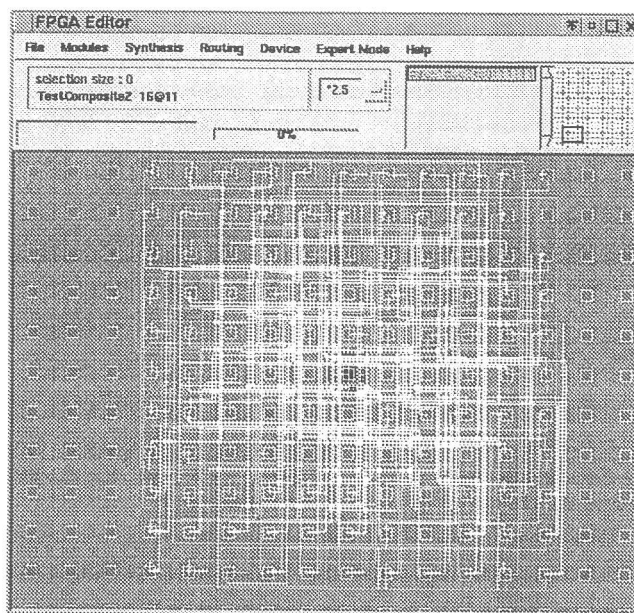 FPGA Editor
File Modules Synthesis Routing Device Expert Mode Help
selection size : 0
TestComposite2 16@11
*2.5
0%